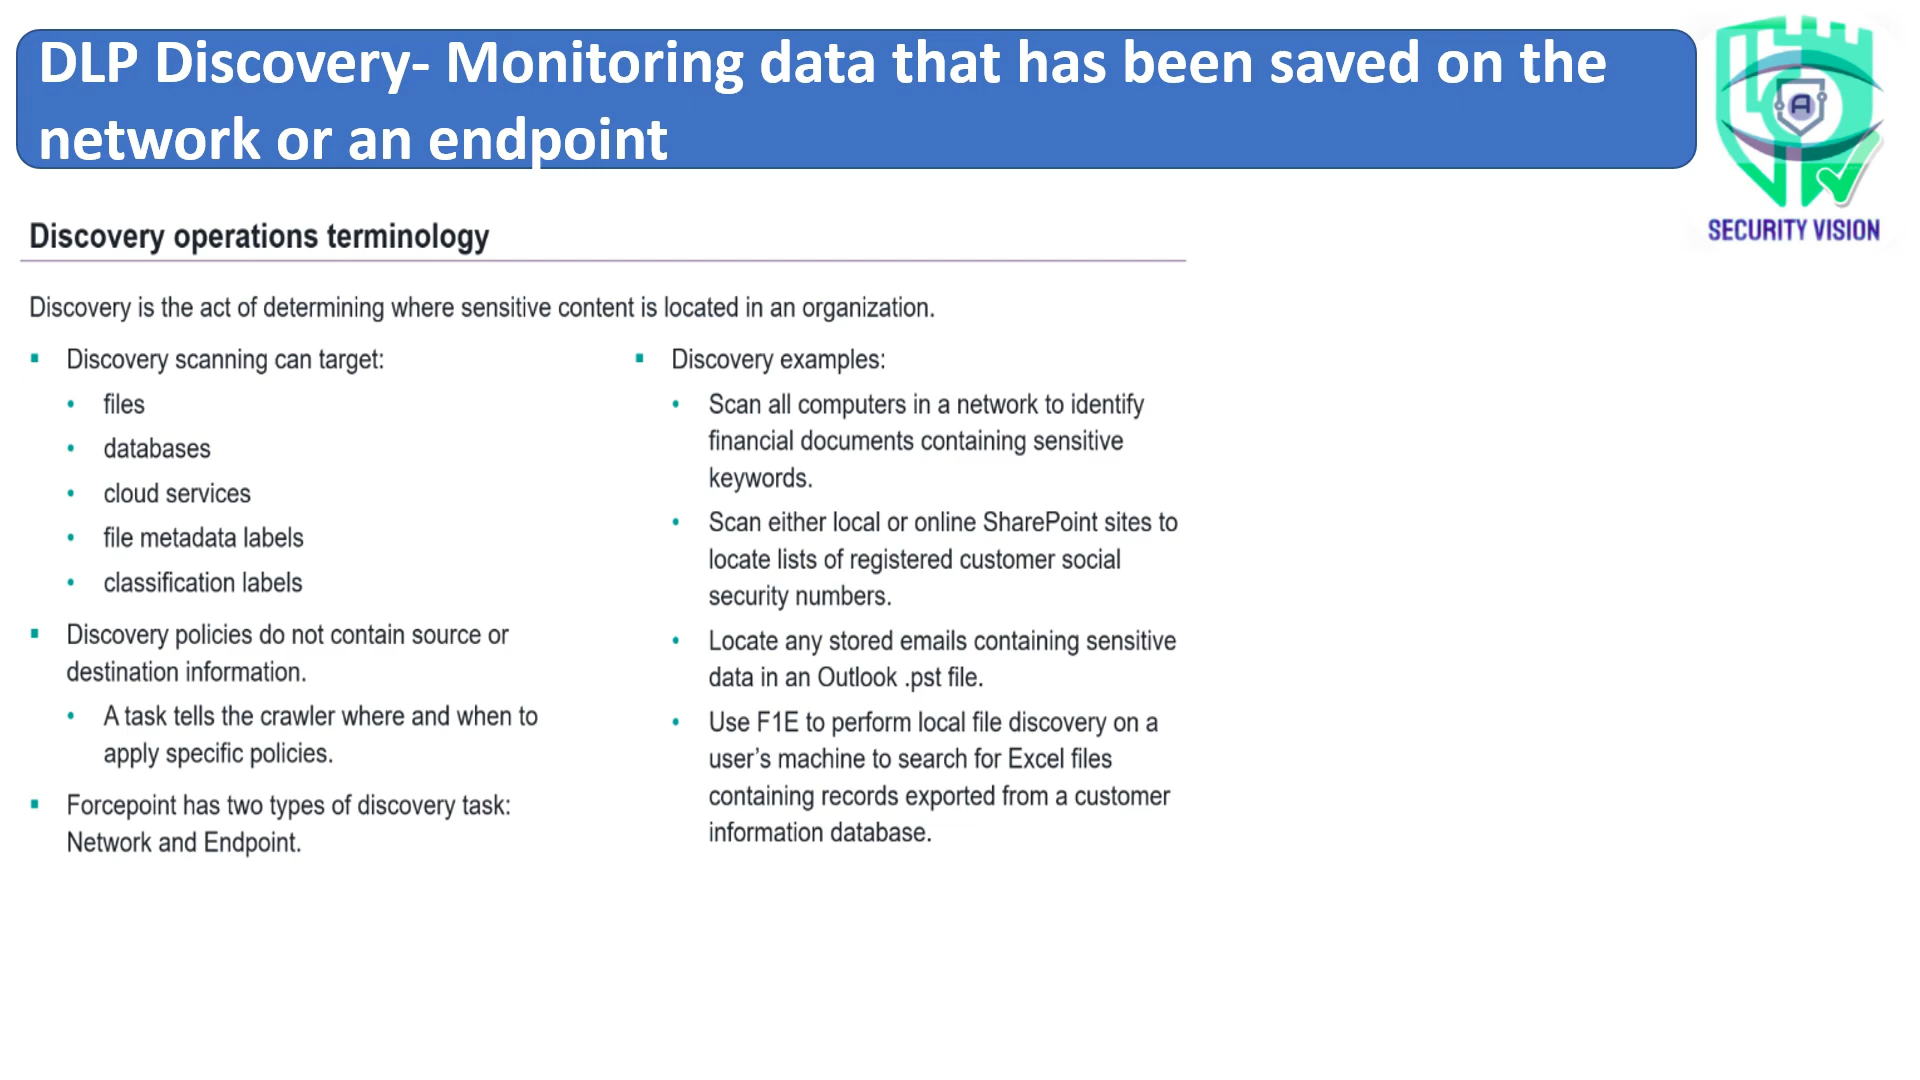 DLP Discovery- Monitoring data that has been saved on the
network or an endpoint
A
SECURITY VISION
Discovery operations terminology
Discovery is the act of determining where sensitive content is located in an organization.
Discovery scanning can target:
files
databases
cloud services
file metadata labels
classification labels
Discovery policies do not contain source or
destination information.
A task tells the crawler where and when to
apply specific policies.
Forcepoint has two types of discovery task:
Network and Endpoint.
Discovery examples:
Scan all computers in a network to identify
financial documents containing sensitive
keywords.
Scan either local or online SharePoint sites to
locate lists of registered customer social
security numbers.
Locate any stored emails containing sensitive
data in an Outlook .pst file.
Use F1E to perform local file discovery on a
user’s machine to search for Excel files
containing records exported from a customer
information database.